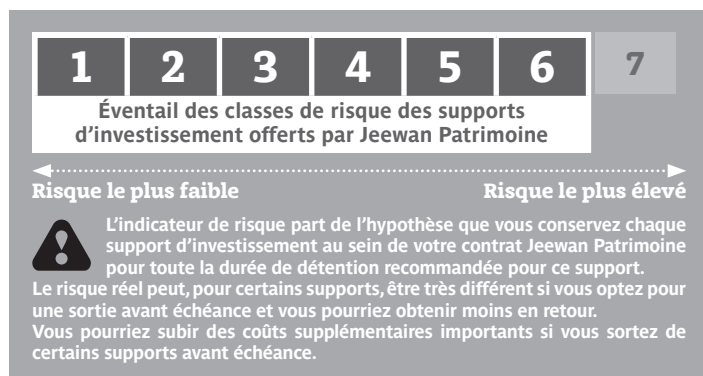 1 2 3 4 5 6 7
Éventail des classes de risque des supports
d’investissement offerts par Jeewan Patrimoine
Risque le plus faible Risque le plus élevé
L’indicateur de risque part de l’hypothèse que vous conservez chaque
support d’investissement au sein de votre contrat Jeewan Patrimoine
pour toute la durée de détention recommandée pour ce support.
Le risque réel peut, pour certains supports, être très différent si vous optez pour
une sortie avant échéance et vous pourriez obtenir moins en retour.
Vous pourriez subir des coûts supplémentaires importants si vous sortez de
certains supports avant échéance.